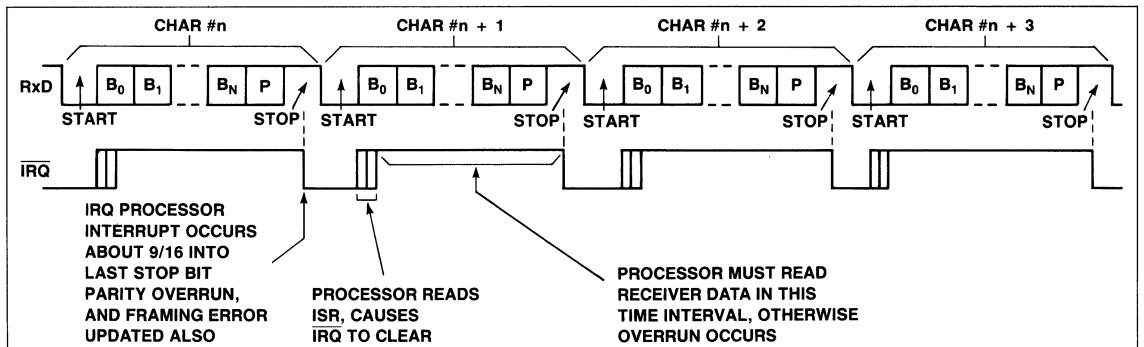 CHAR #n CHAR #n + 1 CHAR #n + 2 CHAR #n + 3
RxD B0 B1 BN P B0 B1 BN P B0 B1 BN P B0 B1 BN P
START STOP START STOP START STOP START STOP
IRQ
IRQ PROCESSOR
INTERRUPT OCCURS
ABOUT 9/16 INTO
LAST STOP BIT
PARITY OVERRUN,
AND FRAMING ERROR
UPDATED ALSO
PROCESSOR READS
ISR, CAUSES
IRQ TO CLEAR
PROCESSOR MUST READ
RECEIVER DATA IN THIS
TIME INTERVAL, OTHERWISE
OVERRUN OCCURS